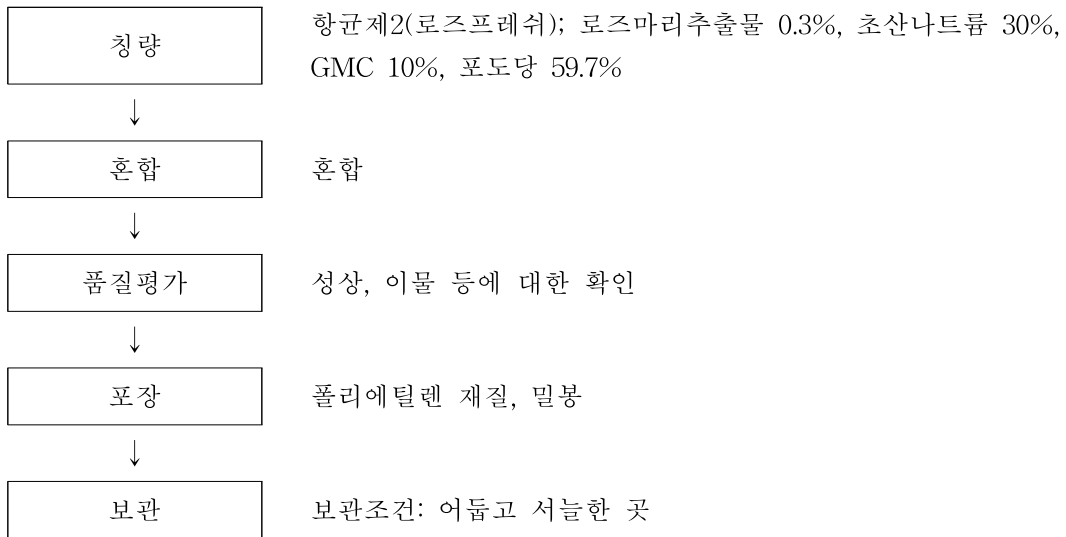 칭량
항균제2(로즈프레쉬); 로즈마리추출물 0.3%, 초산나트륨 30%,
GMC 10%, 포도당 59.7%
↓
혼합
혼합
↓
품질평가
성상, 이물 등에 대한 확인
↓
포장
폴리에틸렌 재질, 밀봉
↓
보관
보관조건: 어둡고 서늘한 곳